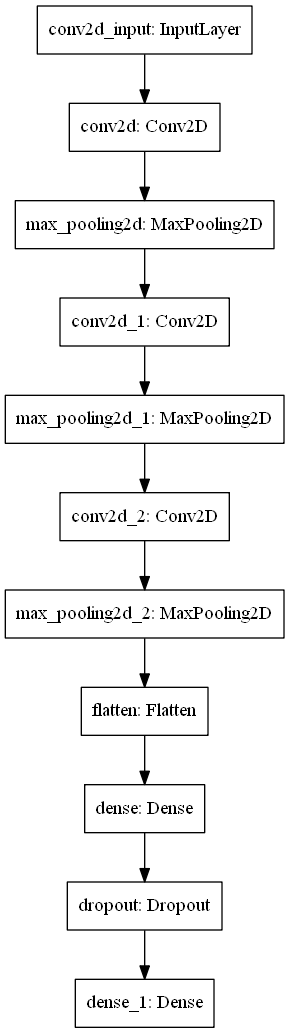 conv2d_input: InputLayer
conv2d: Conv2D
max_pooling2d: MaxPooling2D
conv2d_1: Conv2D
max_pooling2d_1: MaxPooling2D
conv2d_2: Conv2D
max_pooling2d_2: MaxPooling2D
flatten: Flatten
dense: Dense
dropout: Dropout
dense_1: Dense